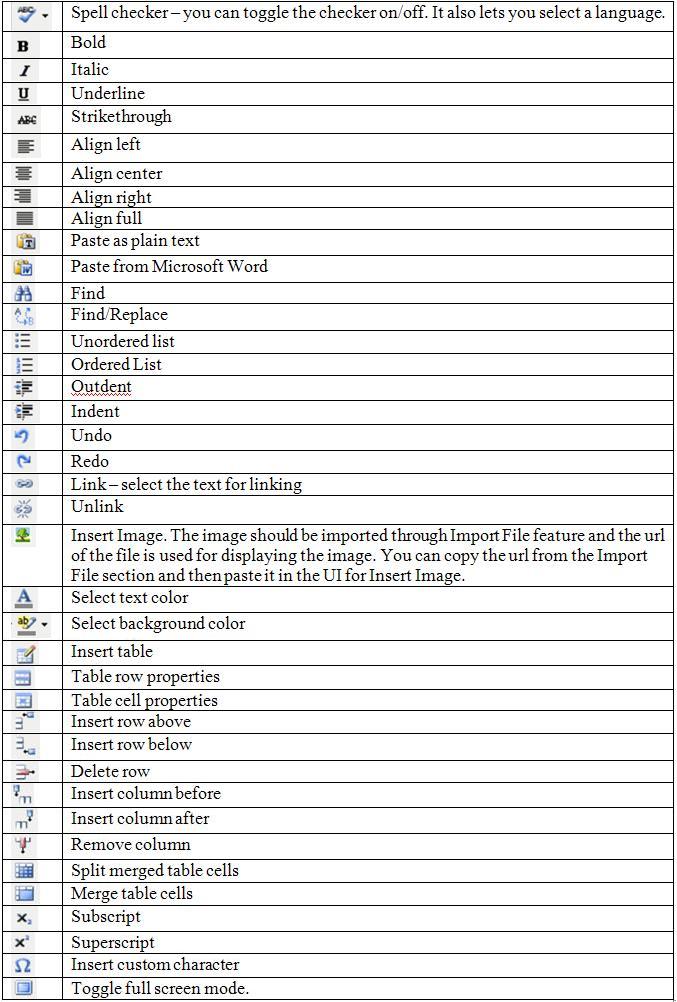 ABC Spell checker – you can toggle the checker on/off. It also lets you select a language.
B Bold
I Italic
U Underline
ABC Strikethrough
Align left
Align center
Align right
Align full
T Paste as plain text
W Paste from Microsoft Word
Find
A B Find/Replace
Unordered list
Ordered List
Outdent
Indent
Undo
Redo
Link – select the text for linking
Unlink
Insert Image. The image should be imported through Import File feature and the url
of the file is used for displaying the image. You can copy the url from the Import
File section and then paste it in the UI for Insert Image.
A Select text color
ab Select background color
Insert table
Table row properties
Table cell properties
Insert row above
Insert row below
Delete row
Insert column before
Insert column after
Remove column
Split merged table cells
Merge table cells
x₂ Subscript
x² Superscript
Ω Insert custom character
Toggle full screen mode.